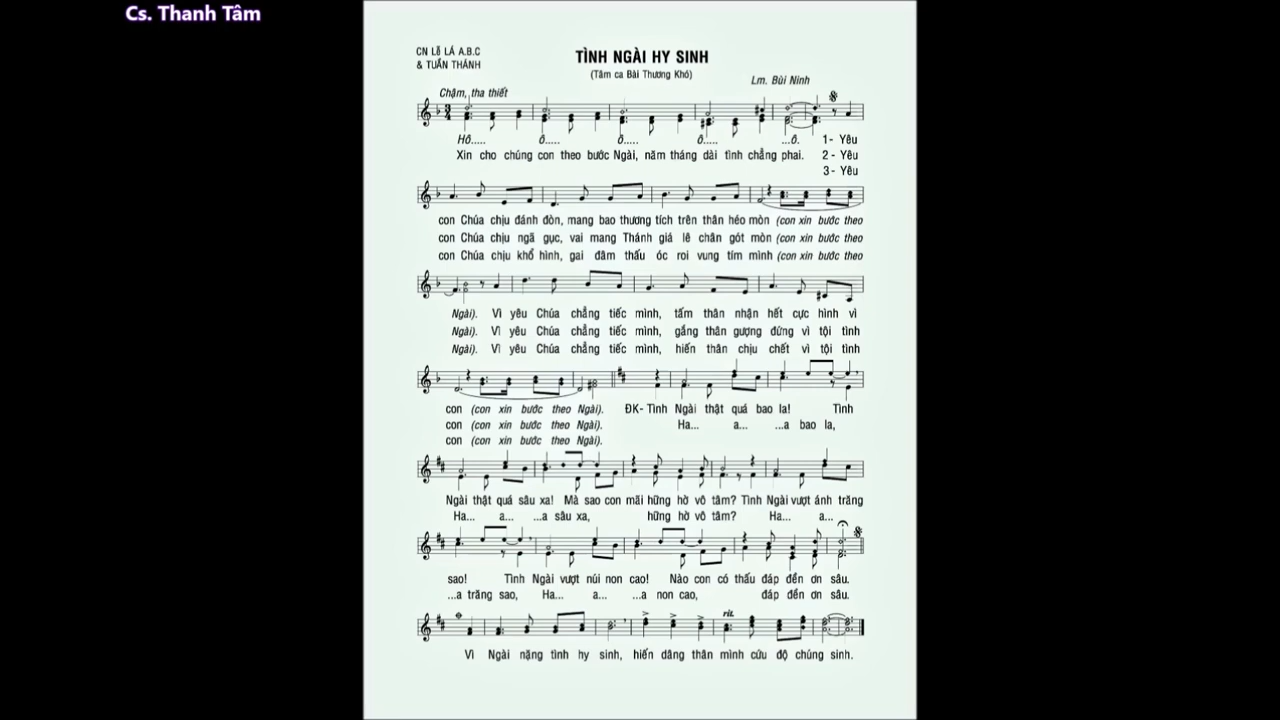 Cs. Thanh Tâm
CN LỄ LÁ A.B.C
& TUẦN THÁNH
TÌNH NGÀI HY SINH
(Tâm ca Bài Thương Khó)
Lm. Bùi Ninh
Chậm, tha thiết
Hô..... ô..... ô..... ô..... ...ô. 1- Yêu
Xin cho chúng con theo bước Ngài, năm tháng dài tình chẳng phai. 2 - Yêu
3 - Yêu
con Chúa chịu đánh đòn, mang bao thương tích trên thân héo mòn (con xin bước theo
con Chúa chịu ngã gục, vai mang Thánh giá lê chân gót mòn (con xin bước theo
con Chúa chịu khổ hình, gai đâm thấu óc roi vung tím mình (con xin bước theo
Ngài). Vì yêu Chúa chẳng tiếc mình, tấm thân nhận hết cực hình vì
Ngài). Vì yêu Chúa chẳng tiếc mình, gắng thân gượng đứng vì tội tình
Ngài). Vì yêu Chúa chẳng tiếc mình, hiến thân chịu chết vì tội tình
con (con xin bước theo Ngài). ĐK- Tình Ngài thật quá bao la! Tình
con (con xin bước theo Ngài). Ha... a... ...a bao la,
con (con xin bước theo Ngài).
Ngài thật quá sâu xa! Mà sao con mãi hững hờ vô tâm? Tình Ngài vượt ánh trăng
Ha... a... ...a sâu xa, hững hờ vô tâm? Ha... a...
sao! Tình Ngài vượt núi non cao! Nào con có thấu đáp đền ơn sâu.
...a trăng sao, Ha... a... ...a non cao, đáp đền ơn sâu.
rit.
Vì Ngài nặng tình hy sinh, hiến dâng thân mình cứu độ chúng sinh.